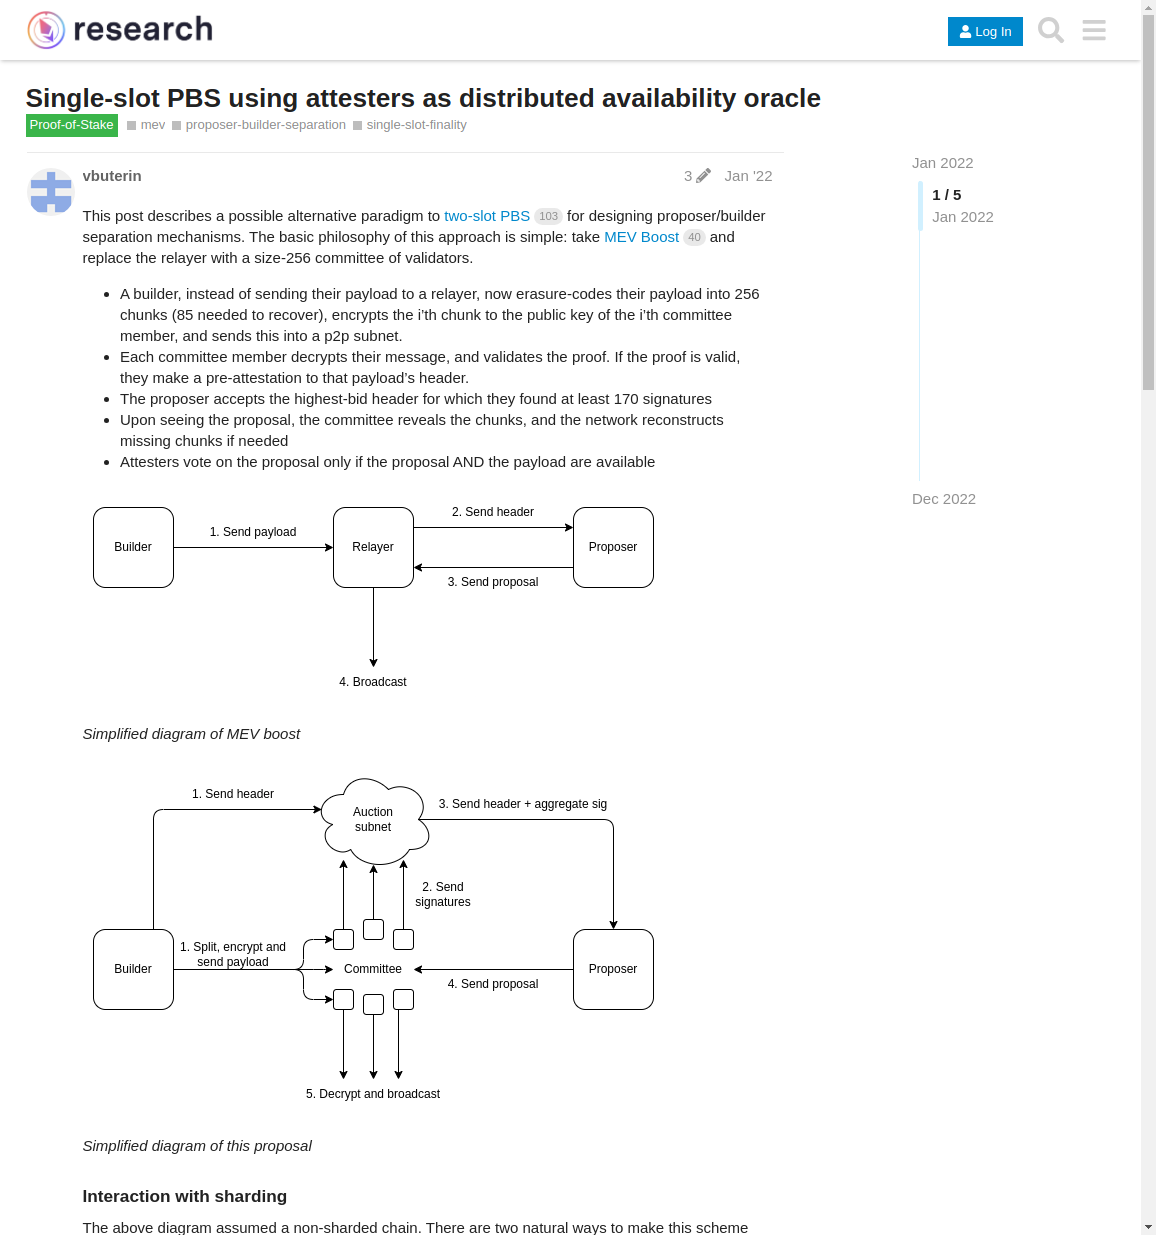 research
Log In
Single-slot PBS using attesters as distributed availability oracle
Proof-of-Stake mev proposer-builder-separation single-slot-finality
vbuterin 3 Jan '22
This post describes a possible alternative paradigm to two-slot PBS 103 for designing proposer/builder
separation mechanisms. The basic philosophy of this approach is simple: take MEV Boost 40 and
replace the relayer with a size-256 committee of validators.
A builder, instead of sending their payload to a relayer, now erasure-codes their payload into 256
chunks (85 needed to recover), encrypts the i’th chunk to the public key of the i’th committee
member, and sends this into a p2p subnet.
Each committee member decrypts their message, and validates the proof. If the proof is valid,
they make a pre-attestation to that payload’s header.
The proposer accepts the highest-bid header for which they found at least 170 signatures
Upon seeing the proposal, the committee reveals the chunks, and the network reconstructs
missing chunks if needed
Attesters vote on the proposal only if the proposal AND the payload are available
Jan 2022
1 / 5
Jan 2022
Dec 2022
Builder
1. Send payload
Relayer
2. Send header
3. Send proposal
Proposer
4. Broadcast
Simplified diagram of MEV boost
1. Send header
Auction
subnet
3. Send header + aggregate sig
2. Send
signatures
Builder
1. Split, encrypt and
send payload
Committee
4. Send proposal
Proposer
5. Decrypt and broadcast
Simplified diagram of this proposal
Interaction with sharding
The above diagram assumed a non-sharded chain. There are two natural ways to make this scheme